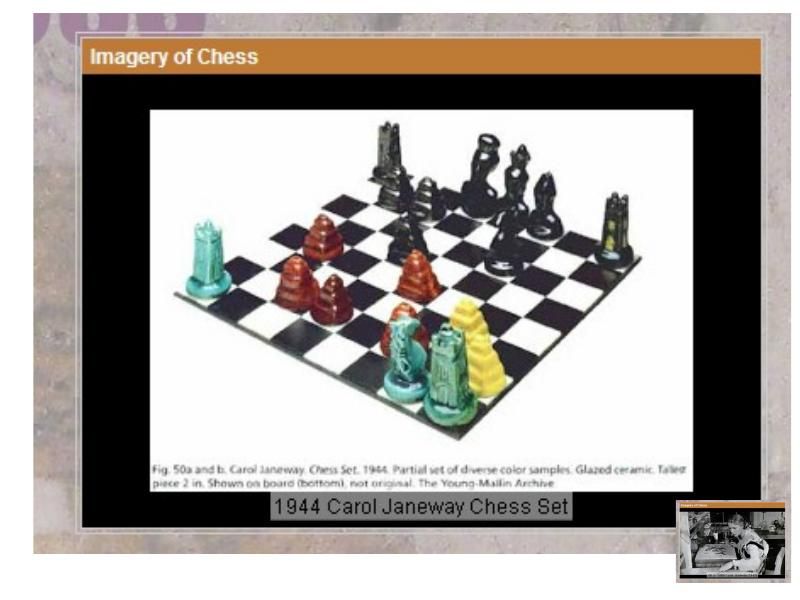 Imagery of Chess
Fig. 50a and b. Carol Janeway. Chess Set. 1944. Partial set of diverse color samples. Glazed ceramic. Tallest
piece 2 in. Shown on board (bottom), not original. The Young-Mallin Archive
1944 Carol Janeway Chess Set